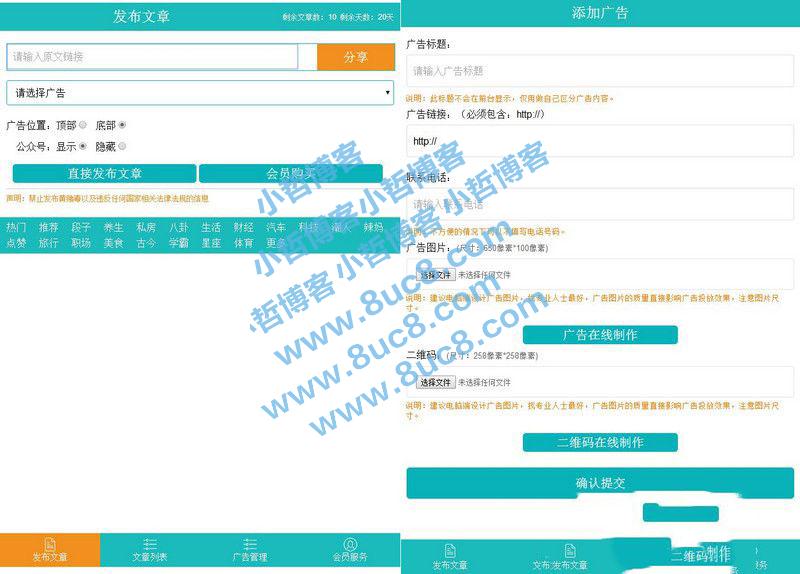 发布文章
剩余文章数：10 剩余天数：20天
请输入原文链接
分享
请选择广告
广告位置：顶部 底部
公众号：显示 隐藏
直接发布文章
会员购买
声明：禁止发布黄赌毒以及违反任何国家相关法律法规的信息
热门 推荐 段子 养生 私房 八卦 生活 财经 汽车 科技 潮人 辣妈
点赞 旅行 职场 美食 古今 学霸 星座 体育 更多
发布文章
文章列表
广告管理
会员服务
添加广告
广告标题：
请输入广告标题
说明：此标题不会在前台显示，仅用做自己区分广告内容。
广告链接：（必须包含：http://）
http://
联系电话：
请输入联系电话
说明：不方便的情况下可以不填写电话号码。
广告图片：(尺寸：650像素*100像素)
选择文件 未选择任何文件
说明：建议电脑端设计广告图片，找专业人士最好，广告图片的质量直接影响广告投放效果，注意图片尺
寸。
广告在线制作
二维码：(尺寸：258像素*258像素)
选择文件 未选择任何文件
说明：建议电脑端设计广告图片，找专业人士最好，广告图片的质量直接影响广告投放效果，注意图片尺
寸。
二维码在线制作
确认提交
发布文章
发布文章
二维码制作
小哲博客 小哲博客
小哲博客 小哲博客
小哲博客 www.8uc8.com
www.8uc8.com
www.8uc8.com